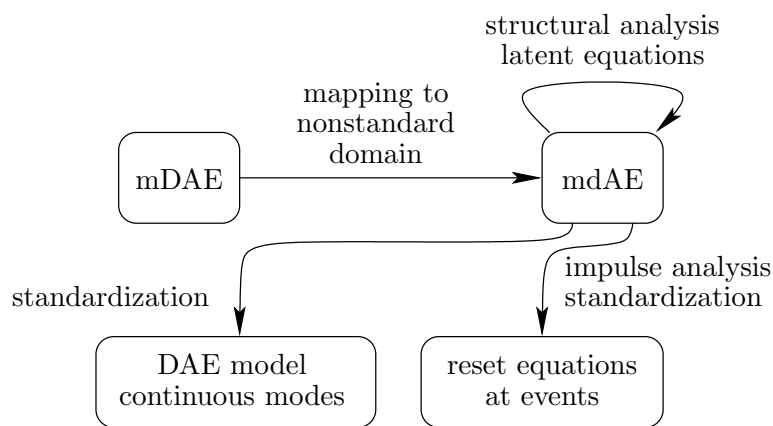 structural analysis
latent equations
mapping to
nonstandard
domain
mDAE
mdAE
standardization
impulse analysis
standardization
DAE model
continuous modes
reset equations
at events